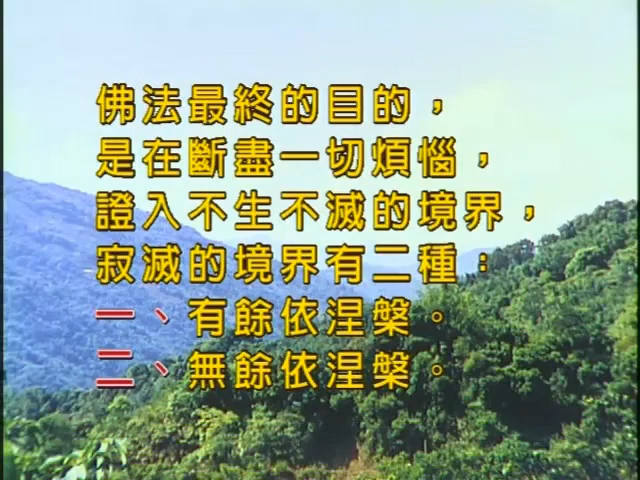 佛法最終的目的，
是在斷盡一切煩惱，
證入不生不滅的境界，
寂滅的境界有二種：
一、有餘依涅槃。
二、無餘依涅槃。